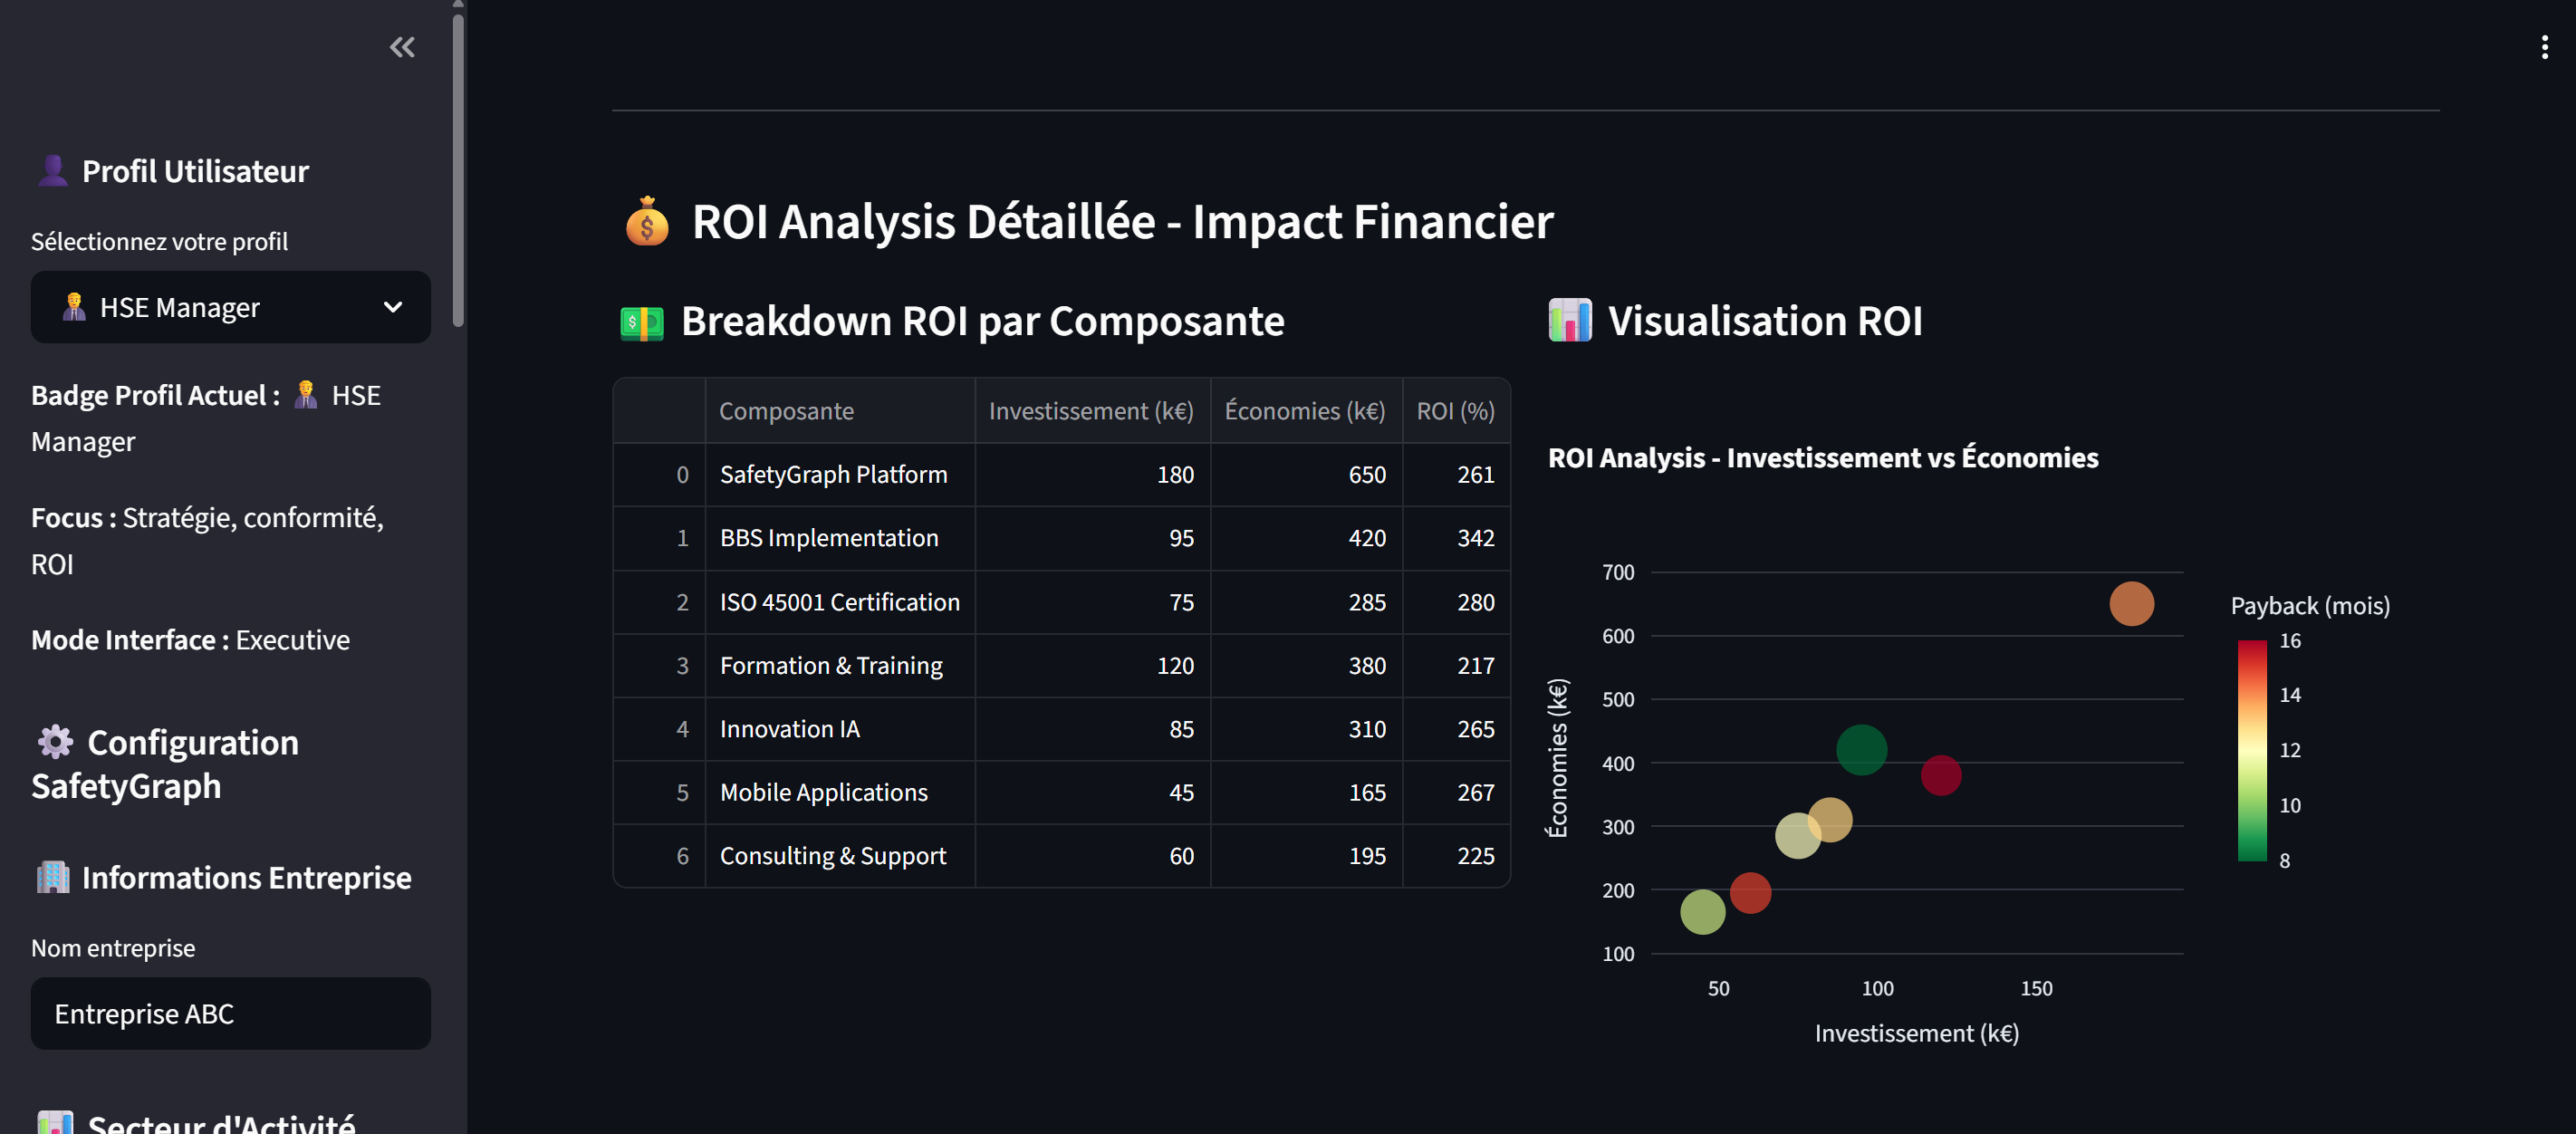 Profil Utilisateur
Sélectionnez votre profil
HSE Manager
Badge Profil Actuel : HSE
Manager
Focus : Stratégie, conformité,
ROI
Mode Interface : Executive
Configuration
SafetyGraph
Informations Entreprise
Nom entreprise
Entreprise ABC
Secteur d'Activité
ROI Analysis Détaillée - Impact Financier
Breakdown ROI par Composante
Composante Investissement (k€) Économies (k€) ROI (%)
0 SafetyGraph Platform 180 650 261
1 BBS Implementation 95 420 342
2 ISO 45001 Certification 75 285 280
3 Formation & Training 120 380 217
4 Innovation IA 85 310 265
5 Mobile Applications 45 165 267
6 Consulting & Support 60 195 225
Visualisation ROI
ROI Analysis - Investissement vs Économies
Économies (k€)
700
600
500
400
300
200
100
50 100 150
Investissement (k€)
Payback (mois)
16
14
12
10
8